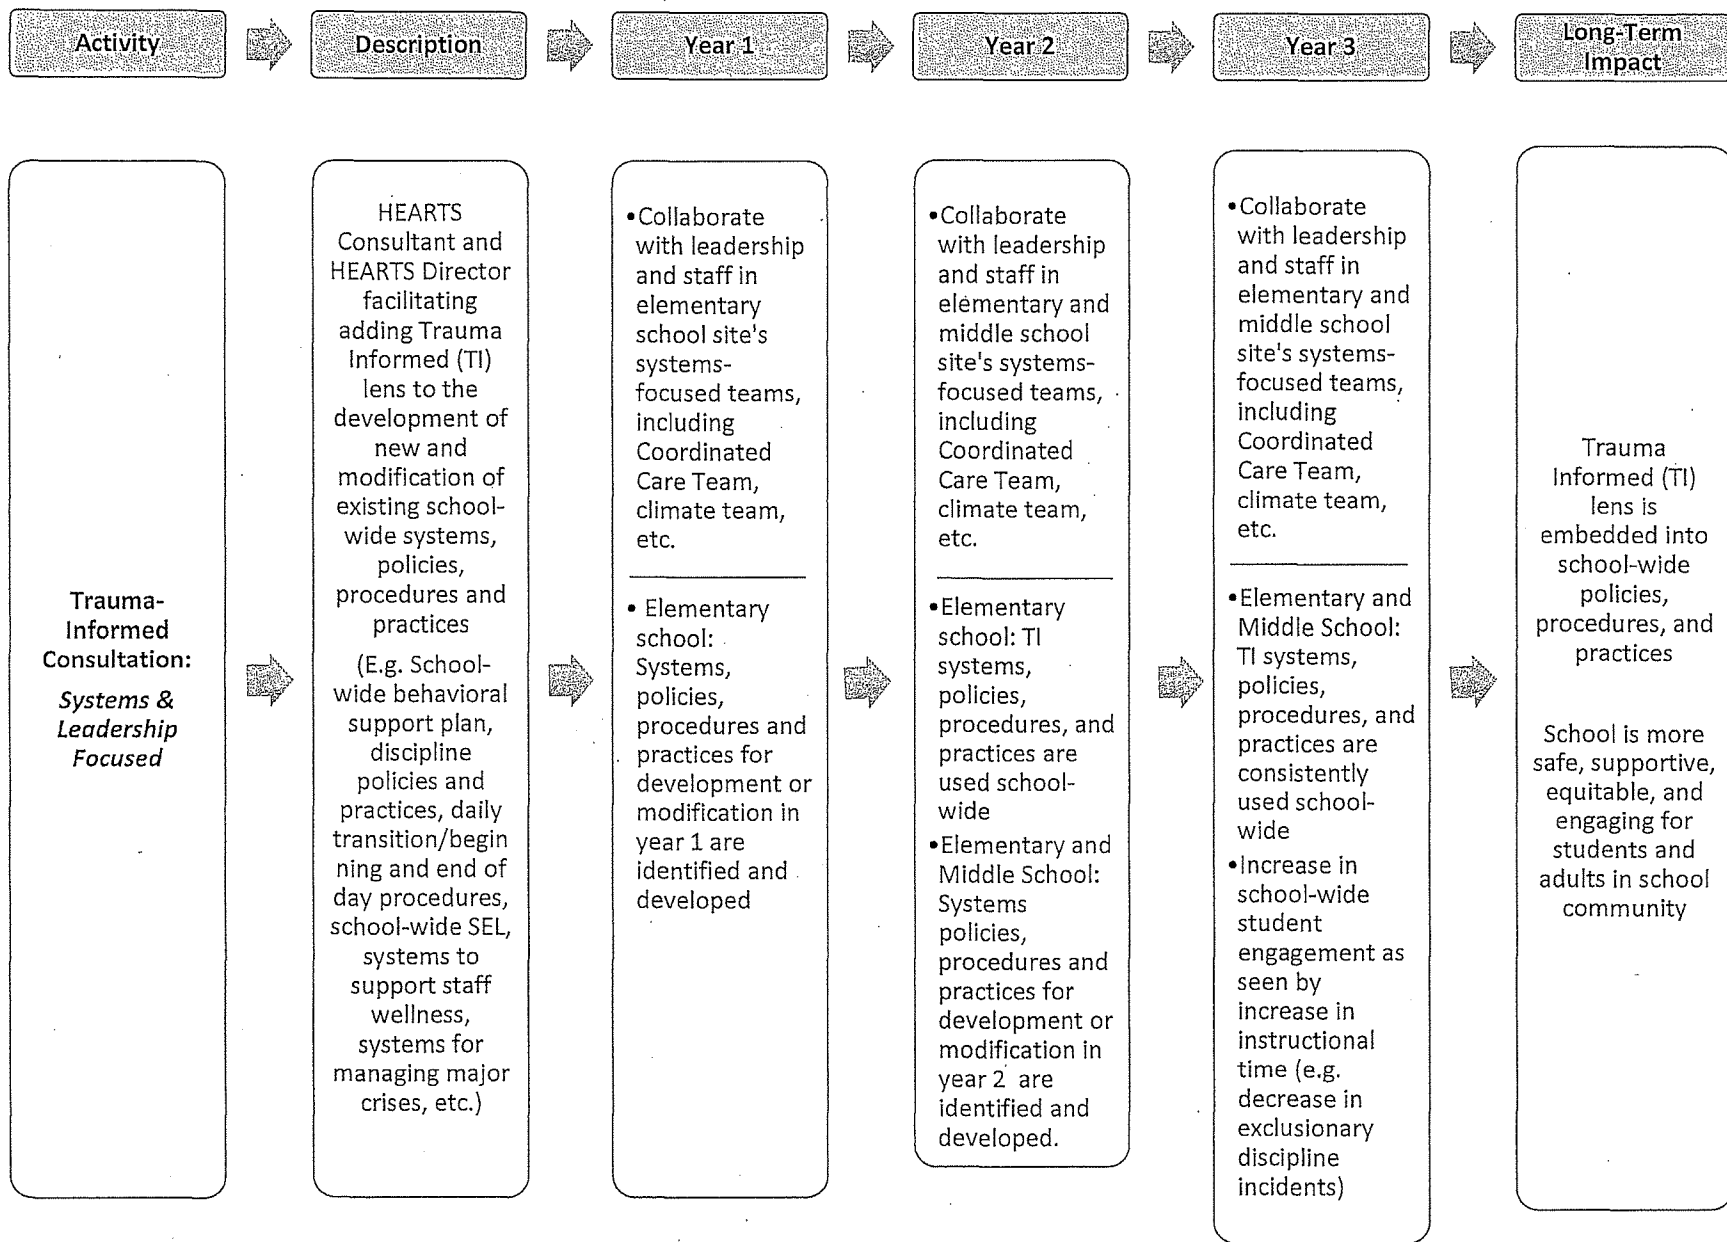 Activity
Description
Year 1
Year 2
Year 3
Long-Term
Impact
Trauma-
Informed
Consultation:
Systems &
Leadership
Focused
HEARTS
Consultant and
HEARTS Director
facilitating
adding Trauma
Informed (TI)
lens to the
development of
new and
modification of
existing school-
wide systems,
policies,
procedures and
practices
(E.g. School-
wide behavioral
support plan,
discipline
policies and
practices, daily
transition/begin
ning and end of
day procedures,
school-wide SEL,
systems to
support staff
wellness,
systems for
managing major
crises, etc.)
•Collaborate
with leadership
and staff in
elementary
school site's
systems-
focused teams,
including
Coordinated
Care Team,
climate team,
etc.
• Elementary
school:
Systems,
policies,
procedures and
practices for
development or
modification in
year 1 are
identified and
developed
•Collaborate
with leadership
and staff in
elementary and
middle school
site's systems-
focused teams,
including
Coordinated
Care Team,
climate team,
etc.
•Elementary
school: TI
systems,
policies,
procedures, and
practices are
used school-
wide
•Elementary and
Middle School:
Systems
policies,
procedures and
practices for
development or
modification in
year 2 are
identified and
developed.
•Collaborate
with leadership
and staff in
elementary and
middle school
site's systems-
focused teams,
including
Coordinated
Care Team,
climate team,
etc.
•Elementary and
Middle School:
TI systems,
policies,
procedures, and
practices are
consistently
used school-
wide
•Increase in
school-wide
student
engagement as
seen by
increase in
instructional
time (e.g.
decrease in
exclusionary
discipline
incidents)
Trauma
Informed (TI)
lens is
embedded into
school-wide
policies,
procedures, and
practices
School is more
safe, supportive,
equitable, and
engaging for
students and
adults in school
community